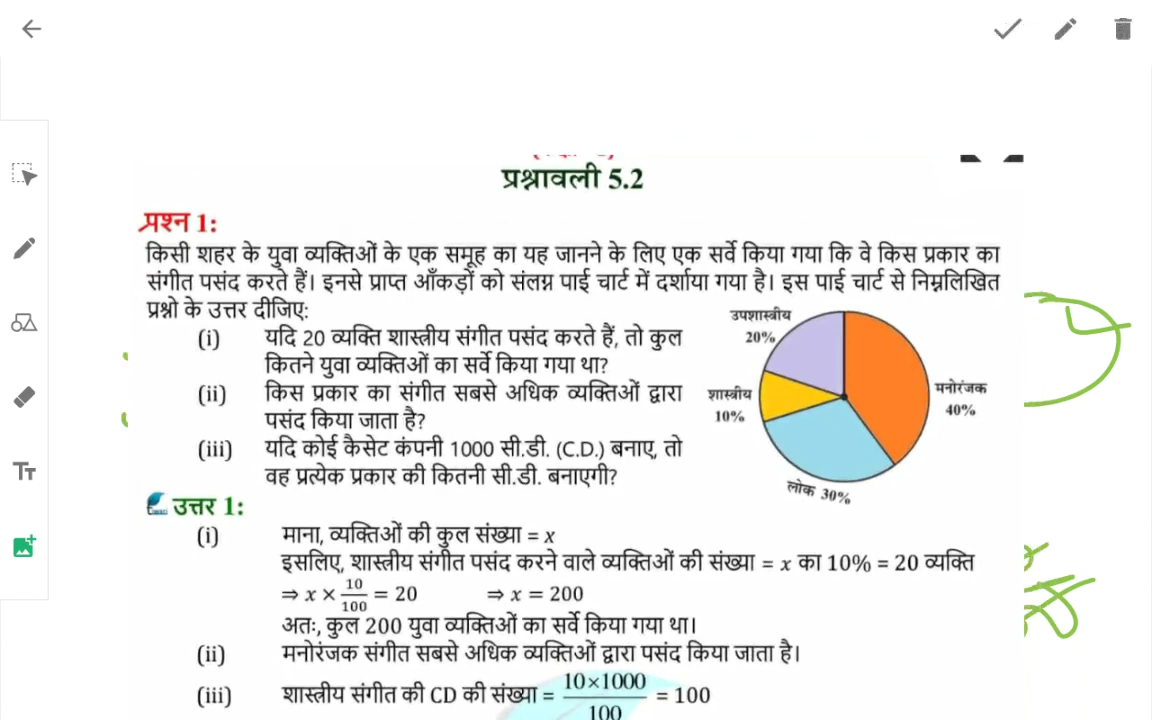 प्रश्नावली 5.2
प्रश्न 1:
किसी शहर के युवा व्यक्तिओं के एक समूह का यह जानने के लिए एक सर्वे किया गया कि वे किस प्रकार का
संगीत पसंद करते हैं। इनसे प्राप्त आँकड़ों को संलग्न पाई चार्ट में दर्शाया गया है। इस पाई चार्ट से निम्नलिखित
प्रश्नो के उत्तर दीजिए:
(i) यदि 20 व्यक्ति शास्त्रीय संगीत पसंद करते हैं, तो कुल
कितने युवा व्यक्तिओं का सर्वे किया गया था?
(ii) किस प्रकार का संगीत सबसे अधिक व्यक्तिओं द्वारा
पसंद किया जाता है?
(iii) यदि कोई कैसेट कंपनी 1000 सी.डी. (C.D.) बनाए, तो
वह प्रत्येक प्रकार की कितनी सी.डी. बनाएगी?
उपशास्त्रीय
20%
शास्त्रीय
10%
मनोरंजक
40%
लोक 30%
उत्तर 1:
(i) माना, व्यक्तिओं की कुल संख्या = x
इसलिए, शास्त्रीय संगीत पसंद करने वाले व्यक्तिओं की संख्या = x का 10% = 20 व्यक्ति
⇒ x × 10/100 = 20 ⇒ x = 200
अतः, कुल 200 युवा व्यक्तिओं का सर्वे किया गया था।
(ii) मनोरंजक संगीत सबसे अधिक व्यक्तिओं द्वारा पसंद किया जाता है।
(iii) शास्त्रीय संगीत की CD की संख्या = 10×1000/100 = 100
TT